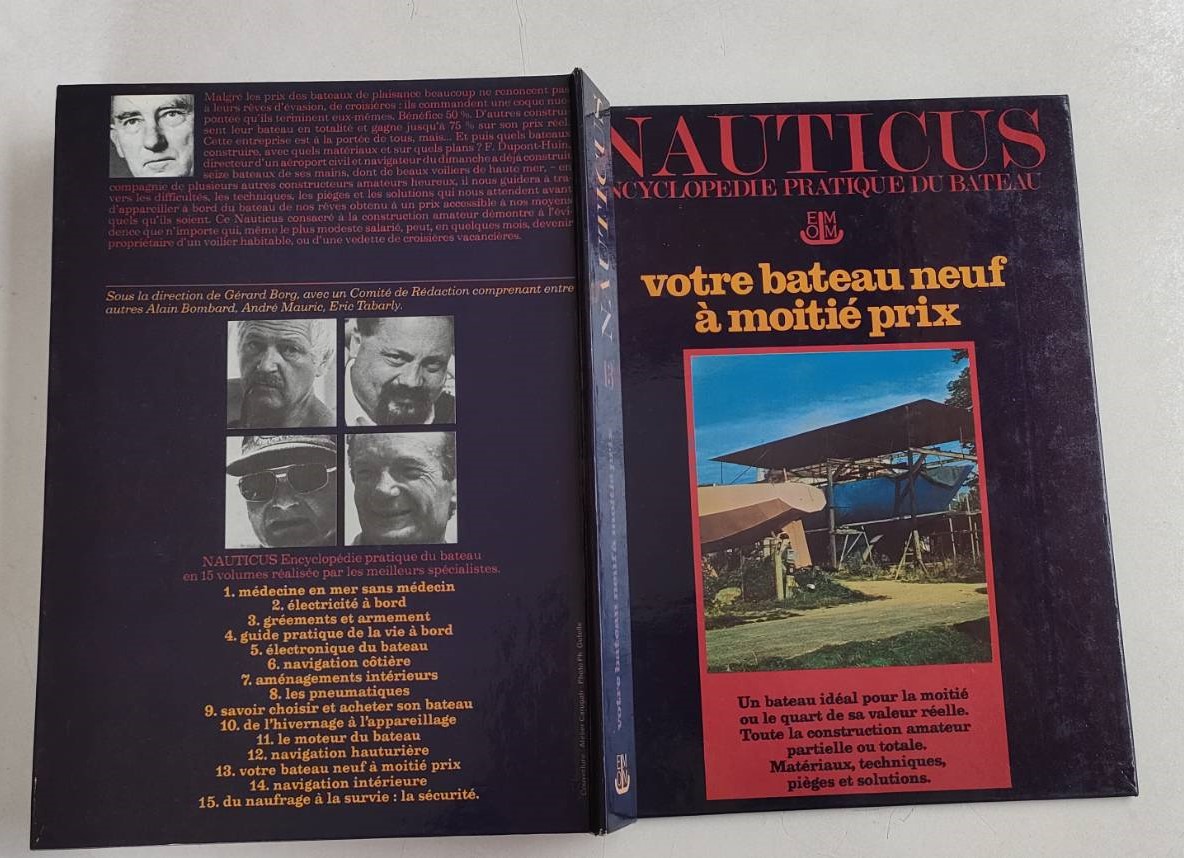 Malgré les prix des bateaux de plaisance beaucoup ne renoncent pas
à leurs rêves d'évasion, de croisières : ils commandent une coque nue
pontée qu'ils terminent eux-mêmes. Bénéfice 50 %. D'autres construi-
sent leur bateau en totalité et gagne jusqu'à 75 % sur son prix réel.
Cette entreprise est à la portée de tous, mais... Et puis quels bateaux
construire, avec quels matériaux et sur quels plans ? F. Dupont-Huin,
directeur d'un aéroport civil et navigateur du dimanche a déjà construit
seize bateaux de ses mains, dont de beaux voiliers de haute mer, – en
compagnie de plusieurs autres constructeurs amateurs heureux, il nous guidera à tra-
vers les difficultés, les techniques, les pièges et les solutions qui nous attendent avant
d'appareiller à bord du bateau de nos rêves obtenu à un prix accessible à nos moyens
quels qu'ils soient. Ce Nauticus consacré à la construction amateur démontre à l'évi-
dence que n'importe qui, même le plus modeste salarié, peut, en quelques mois, devenir
propriétaire d'un voilier habitable, ou d'une vedette de croisières vacancières.
Sous la direction de Gérard Borg, avec un Comité de Rédaction comprenant entre
autres Alain Bombard, André Mauric, Eric Tabarly.
NAUTICUS Encyclopédie pratique du bateau
en 15 volumes réalisée par les meilleurs spécialistes.
1. médecine en mer sans médecin
2. électricité à bord
3. gréements et armement
4. guide pratique de la vie à bord
5. électronique du bateau
6. navigation côtière
7. aménagements intérieurs
8. les pneumatiques
9. savoir choisir et acheter son bateau
10. de l'hivernage à l'appareillage
11. le moteur du bateau
12. navigation hauturière
13. votre bateau neuf à moitié prix
14. navigation intérieure
15. du naufrage à la survie : la sécurité.
NAUTICUS
13
votre bateau neuf à moitié prix
EMOM
NAUTICUS
ENCYCLOPEDIE PRATIQUE DU BATEAU
EM
OM
votre bateau neuf
à moitié prix
Un bateau idéal pour la moitié
ou le quart de sa valeur réelle.
Toute la construction amateur
partielle ou totale.
Matériaux, techniques,
pièges et solutions.